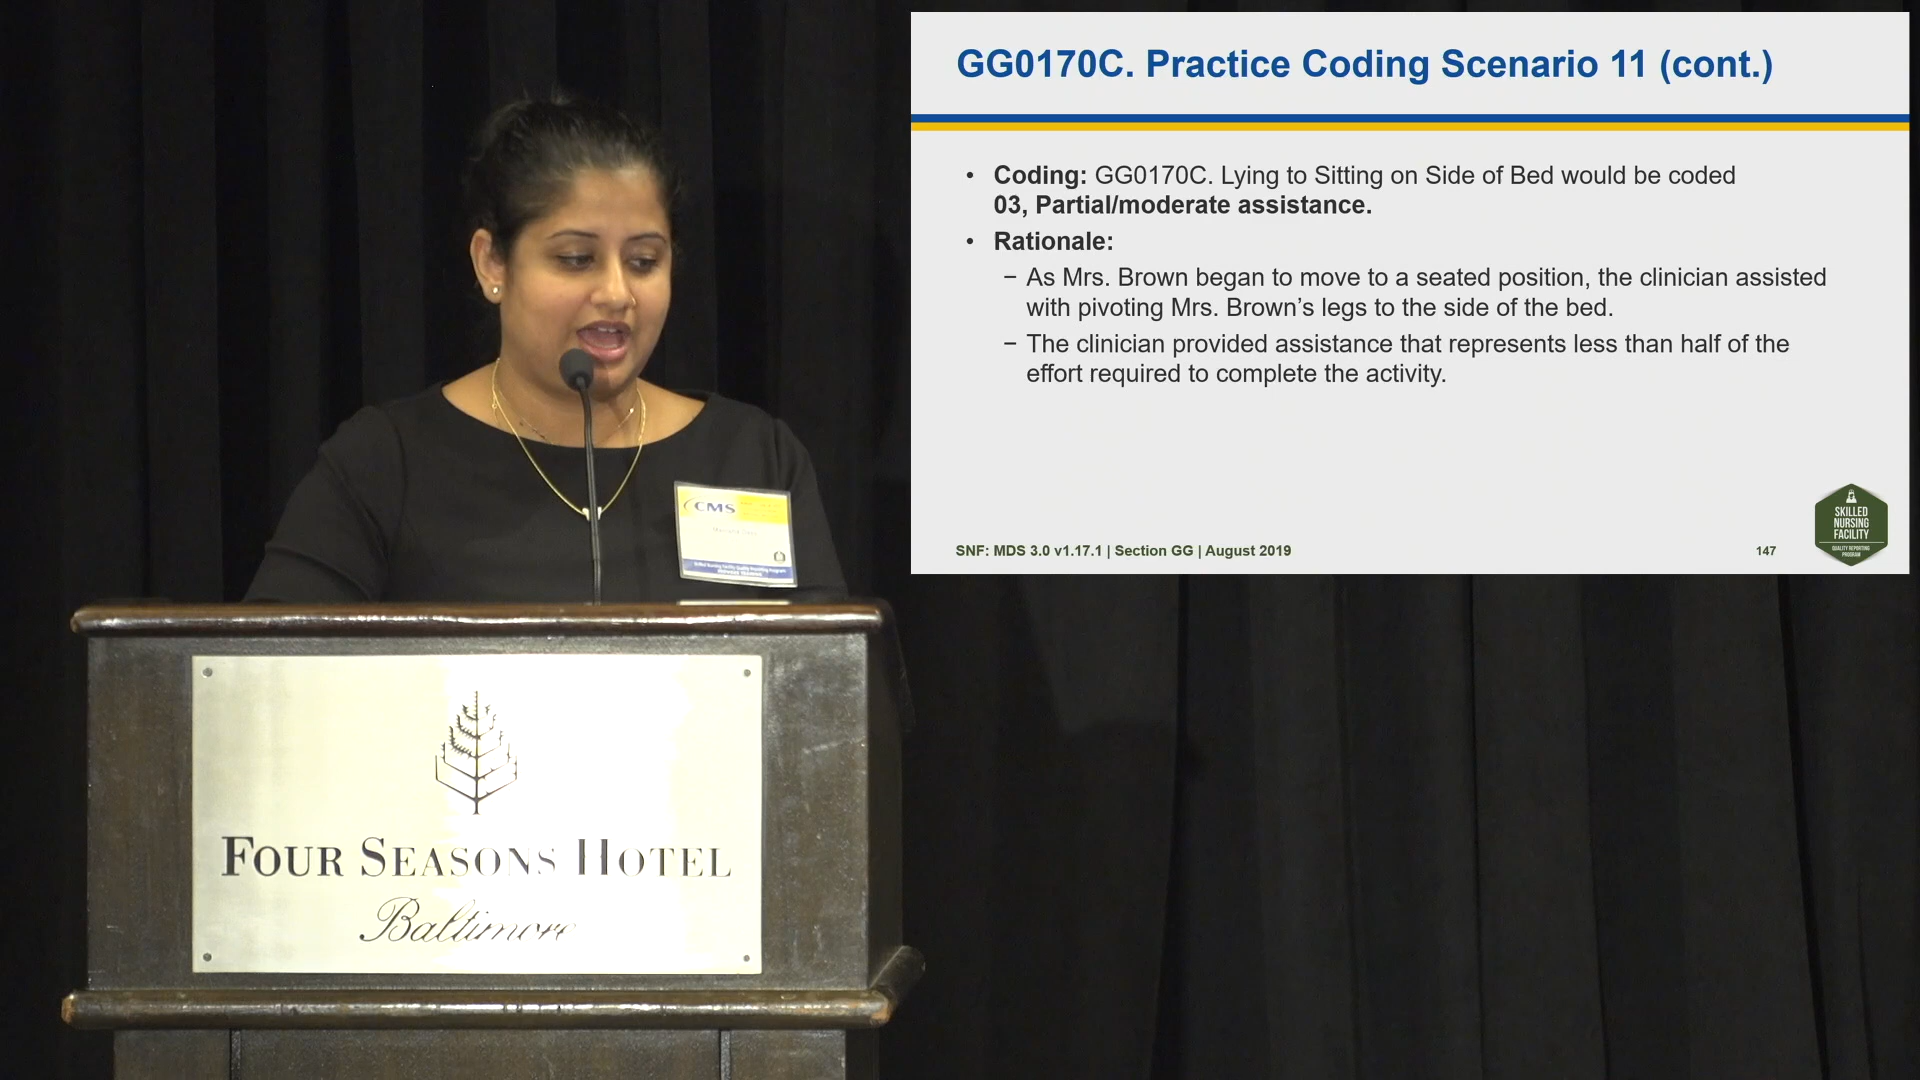 GG0170C. Practice Coding Scenario 11 (cont.)
• Coding: GG0170C. Lying to Sitting on Side of Bed would be coded
03, Partial/moderate assistance.
• Rationale:
− As Mrs. Brown began to move to a seated position, the clinician assisted
with pivoting Mrs. Brown’s legs to the side of the bed.
− The clinician provided assistance that represents less than half of the
effort required to complete the activity.
SKILLED
NURSING
FACILITY
QUALITY REPORTING
PROGRAM
SNF: MDS 3.0 v1.17.1 | Section GG | August 2019
147
CMS
FOUR SEASONS HOTEL
Baltimore